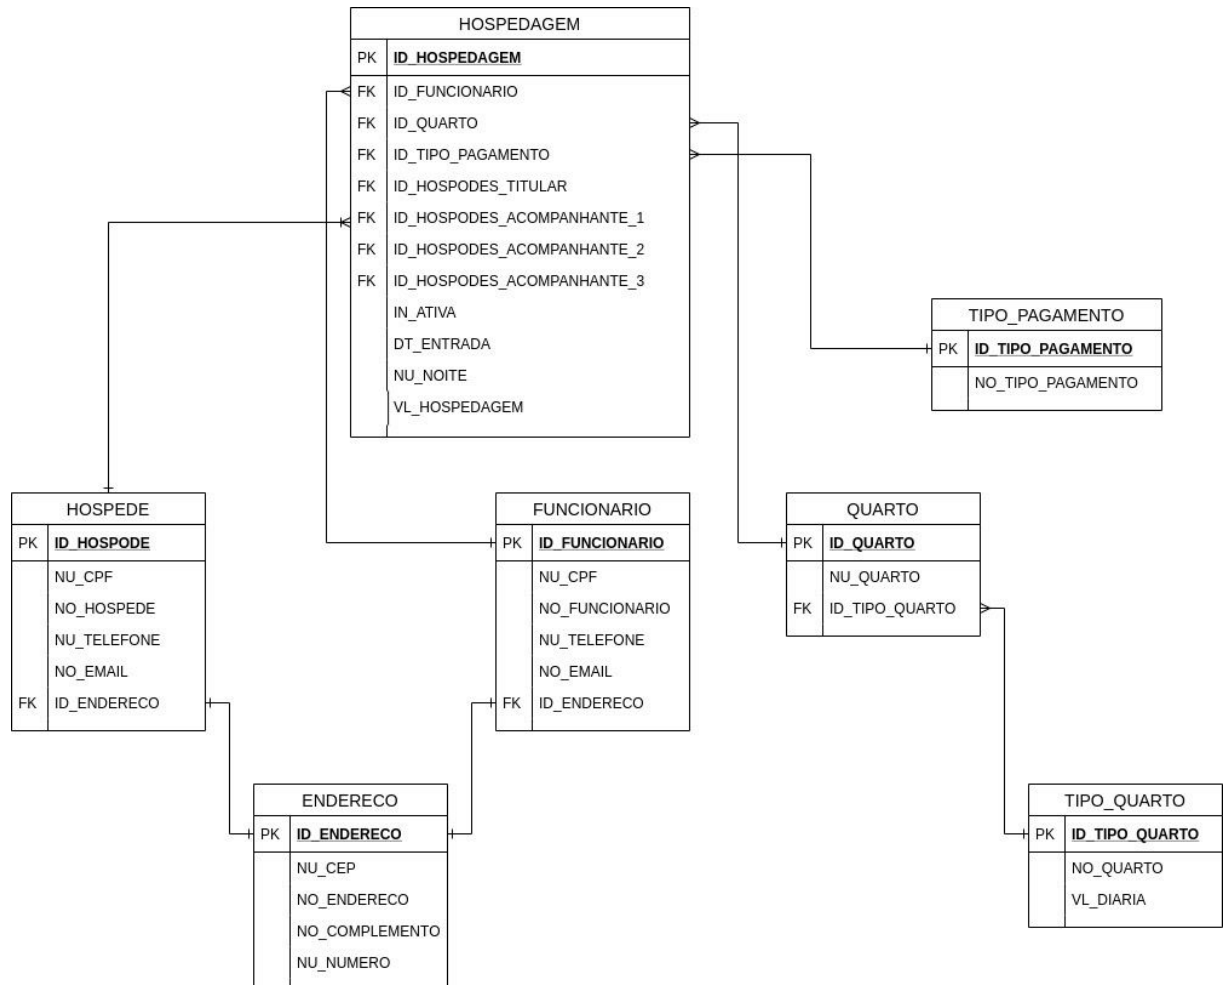 HOSPEDAGEM
PK ID_HOSPEDAGEM
FK ID_FUNCIONARIO
FK ID_QUARTO
FK ID_TIPO_PAGAMENTO
FK ID_HOSPODES_TITULAR
FK ID_HOSPODES_ACOMPANHANTE_1
FK ID_HOSPODES_ACOMPANHANTE_2
FK ID_HOSPODES_ACOMPANHANTE_3
IN_ATIVA
DT_ENTRADA
NU_NOITE
VL_HOSPEDAGEM
TIPO_PAGAMENTO
PK ID_TIPO_PAGAMENTO
NO_TIPO_PAGAMENTO
HOSPEDE
PK ID_HOSPODE
NU_CPF
NO_HOSPEDE
NU_TELEFONE
NO_EMAIL
FK ID_ENDERECO
FUNCIONARIO
PK ID_FUNCIONARIO
NU_CPF
NO_FUNCIONARIO
NU_TELEFONE
NO_EMAIL
FK ID_ENDERECO
QUARTO
PK ID_QUARTO
NU_QUARTO
FK ID_TIPO_QUARTO
ENDERECO
PK ID_ENDERECO
NU_CEP
NO_ENDERECO
NO_COMPLEMENTO
NU_NUMERO
TIPO_QUARTO
PK ID_TIPO_QUARTO
NO_QUARTO
VL_DIARIA